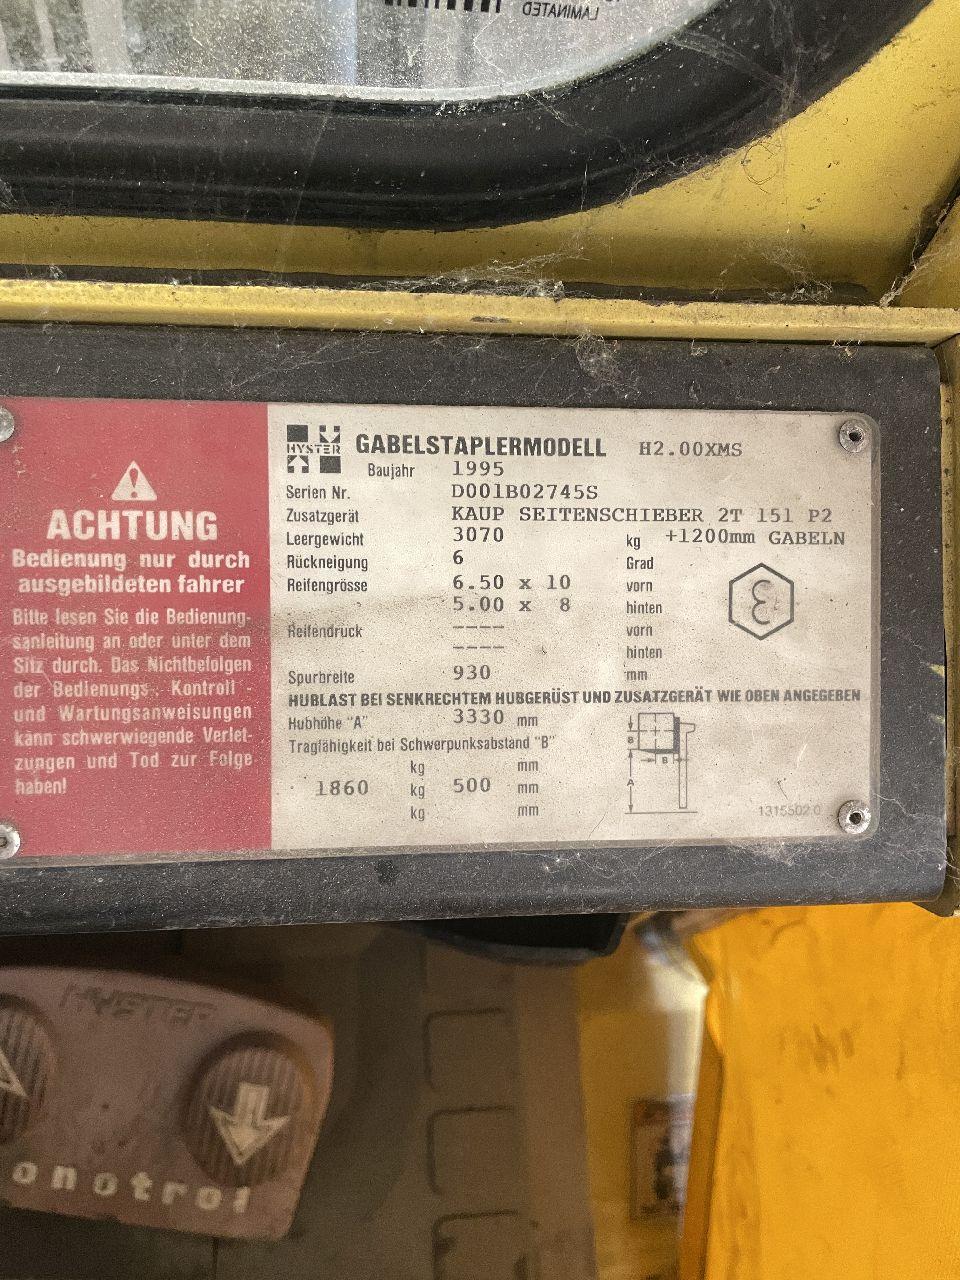 LAMINATED
ACHTUNG
Bedienung nur durch
ausgebildeten fahrer
Bitte lesen Sie die Bedienung-
sanleitung an oder unter dem
Sitz durch. Das Nichtbefolgen
der Bedienungs-, Kontroll -
und Wartungsanweisungen
kann schwerwiegende Verlet-
zungen und Tod zur Folge
haben!
HYSTER GABELSTAPLERMODELL H2.00XMS
Baujahr 1995
Serien Nr. D001B02745S
Zusatzgerät KAUP SEITENSCHIEBER 2T 151 P2
Leergewicht 3070 kg +1200mm GABELN
Rückneigung 6 Grad
Reifengrösse 6.50 x 10 vorn
5.00 x 8 hinten
Reifendruck ---- vorn
---- hinten
Spurbreite 930 mm
HUBLAST BEI SENKRECHTEM HUBGERÜST UND ZUSATZGERÄT WIE OBEN ANGEGEBEN
Hubhöhe "A" 3330 mm
Tragfähigkeit bei Schwerpunksabstand "B"
kg mm
1860 kg 500 mm
kg mm
B
B
A
1315502 0
HYSTER
onotrol